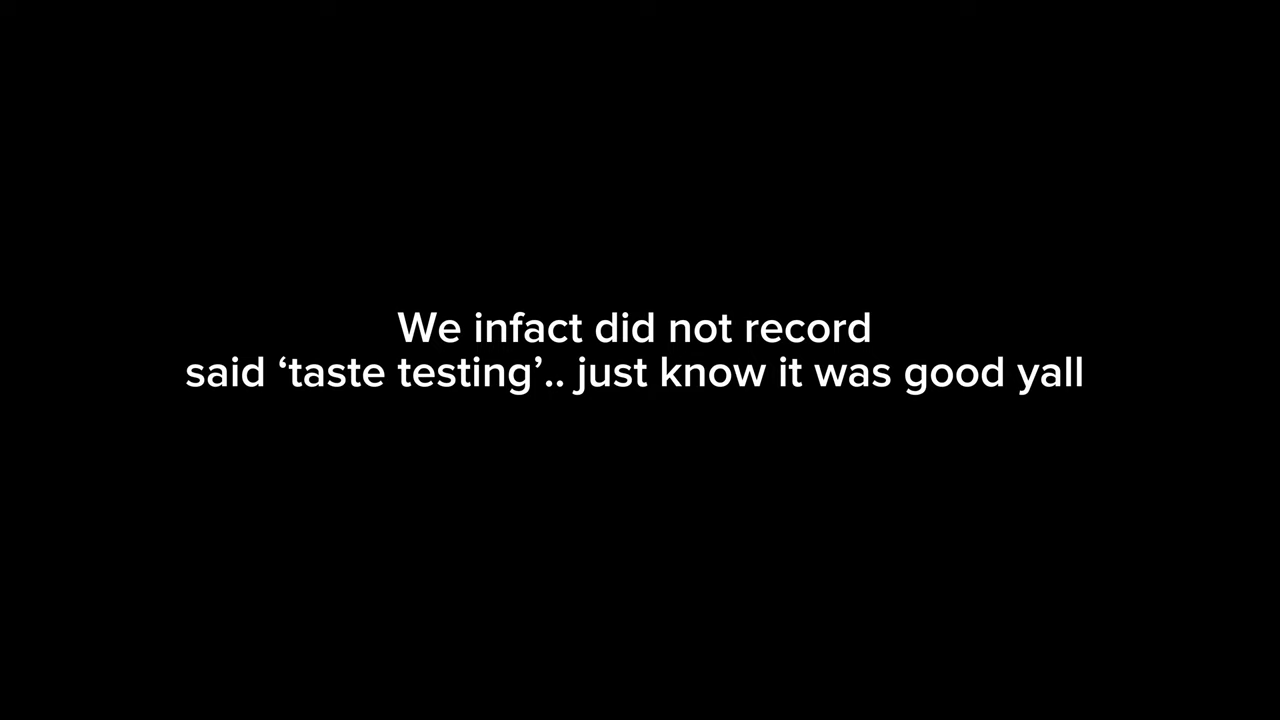 We infact did not record
said ‘taste testing’.. just know it was good yall